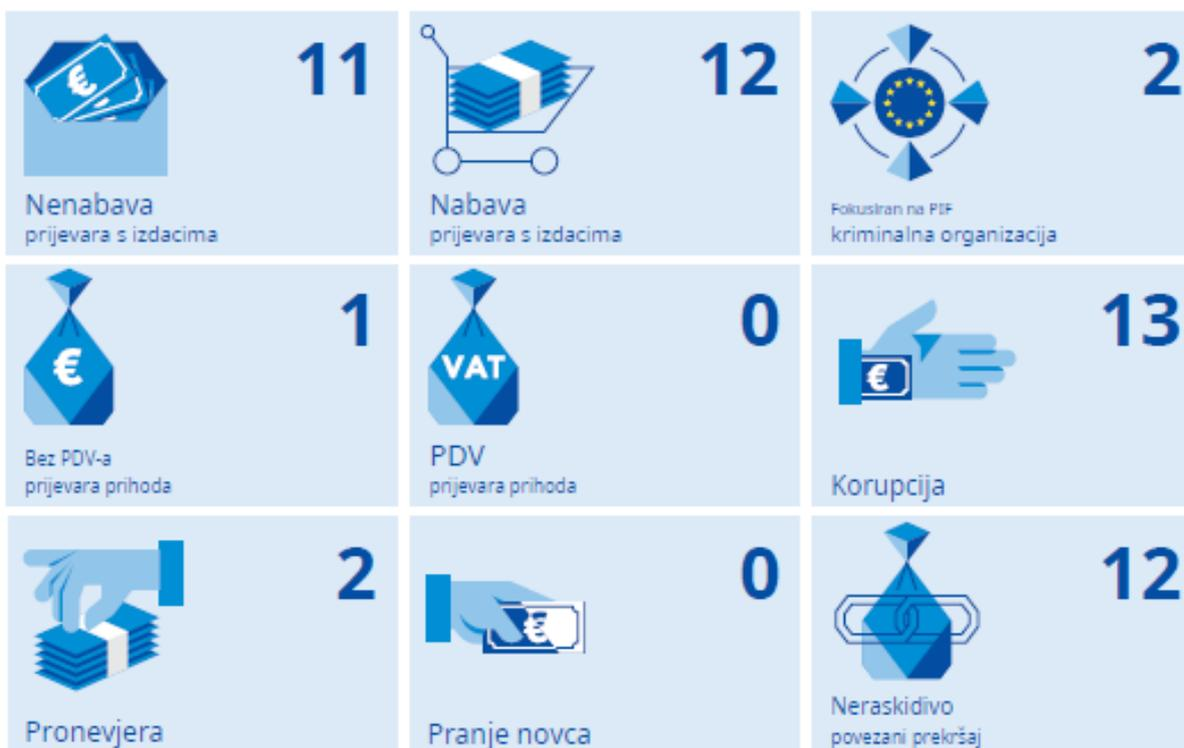 11
€
Nenabava
prijevara s izdacima
12
Nabava
prijevara s izdacima
2
Fokusiran na PIF
kriminalna organizacija
1
€
Bez PDV-a
prijevara prihoda
0
VAT
PDV
prijevara prihoda
13
€
Korupcija
2
Pronevjera
0
€
Pranje novca
12
Neraskidivo
povezani prekršaj